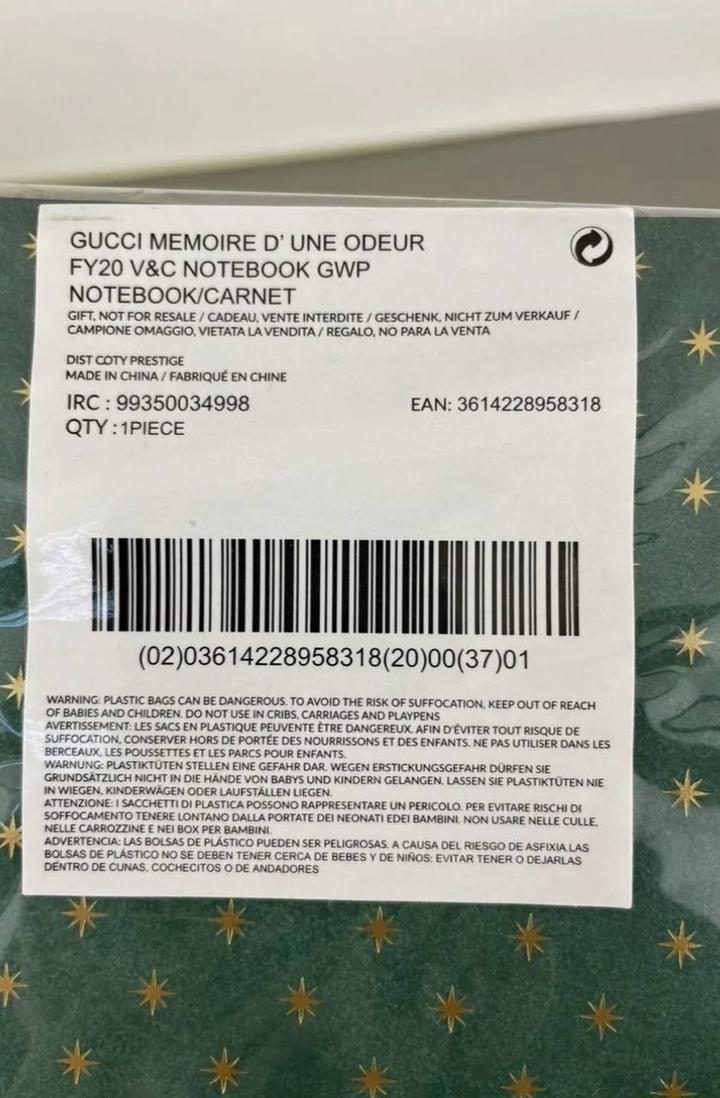 GUCCI MEMOIRE D' UNE ODEUR
FY20 V&C NOTEBOOK GWP
NOTEBOOK/CARNET
GIFT, NOT FOR RESALE / CADEAU, VENTE INTERDITE / GESCHENK, NICHT ZUM VERKAUF /
CAMPIONE OMAGGIO, VIETATA LA VENDITA / REGALO, NO PARA LA VENTA
DIST COTY PRESTIGE
MADE IN CHINA / FABRIQUÉ EN CHINE
IRC : 99350034998 EAN: 3614228958318
QTY : 1PIECE
(02)03614228958318(20)00(37)01
WARNING: PLASTIC BAGS CAN BE DANGEROUS. TO AVOID THE RISK OF SUFFOCATION, KEEP OUT OF REACH
OF BABIES AND CHILDREN. DO NOT USE IN CRIBS, CARRIAGES AND PLAYPENS
AVERTISSEMENT: LES SACS EN PLASTIQUE PEUVENTE ÈTRE DANGEREUX. AFIN D'ÉVITER TOUT RISQUE DE
SUFFOCATION, CONSERVER HORS DE PORTÉE DES NOURRISSONS ET DES ENFANTS. NE PAS UTILISER DANS LES
BERCEAUX, LES POUSSETTES ET LES PARCS POUR ENFANTS.
WARNUNG: PLASTIKTÜTEN STELLEN EINE GEFAHR DAR. WEGEN ERSTICKUNGSGEFAHR DÜRFEN SIE
GRUNDSÄTZLICH NICHT IN DIE HÄNDE VON BABYS UND KINDERN GELANGEN. LASSEN SIE PLASTIKTÜTEN NIE
IN WIEGEN, KINDERWÄGEN ODER LAUFSTÄLLEN LIEGEN.
ATTENZIONE: I SACCHETTI DI PLASTICA POSSONO RAPPRESENTARE UN PERICOLO. PER EVITARE RISCHI DI
SOFFOCAMENTO TENERE LONTANO DALLA PORTATE DEI NEONATI EDEI BAMBINI. NON USARE NELLE CULLE,
NELLE CARROZZINE E NEI BOX PER BAMBINI.
ADVERTENCIA: LAS BOLSAS DE PLÁSTICO PUEDEN SER PELIGROSAS. A CAUSA DEL RIESGO DE ASFIXIA.LAS
BOLSAS DE PLÁSTICO NO SE DEBEN TENER CERCA DE BEBES Y DE NIÑOS: EVITAR TENER O DEJARLAS
DENTRO DE CUNAS, COCHECITOS O DE ANDADORES